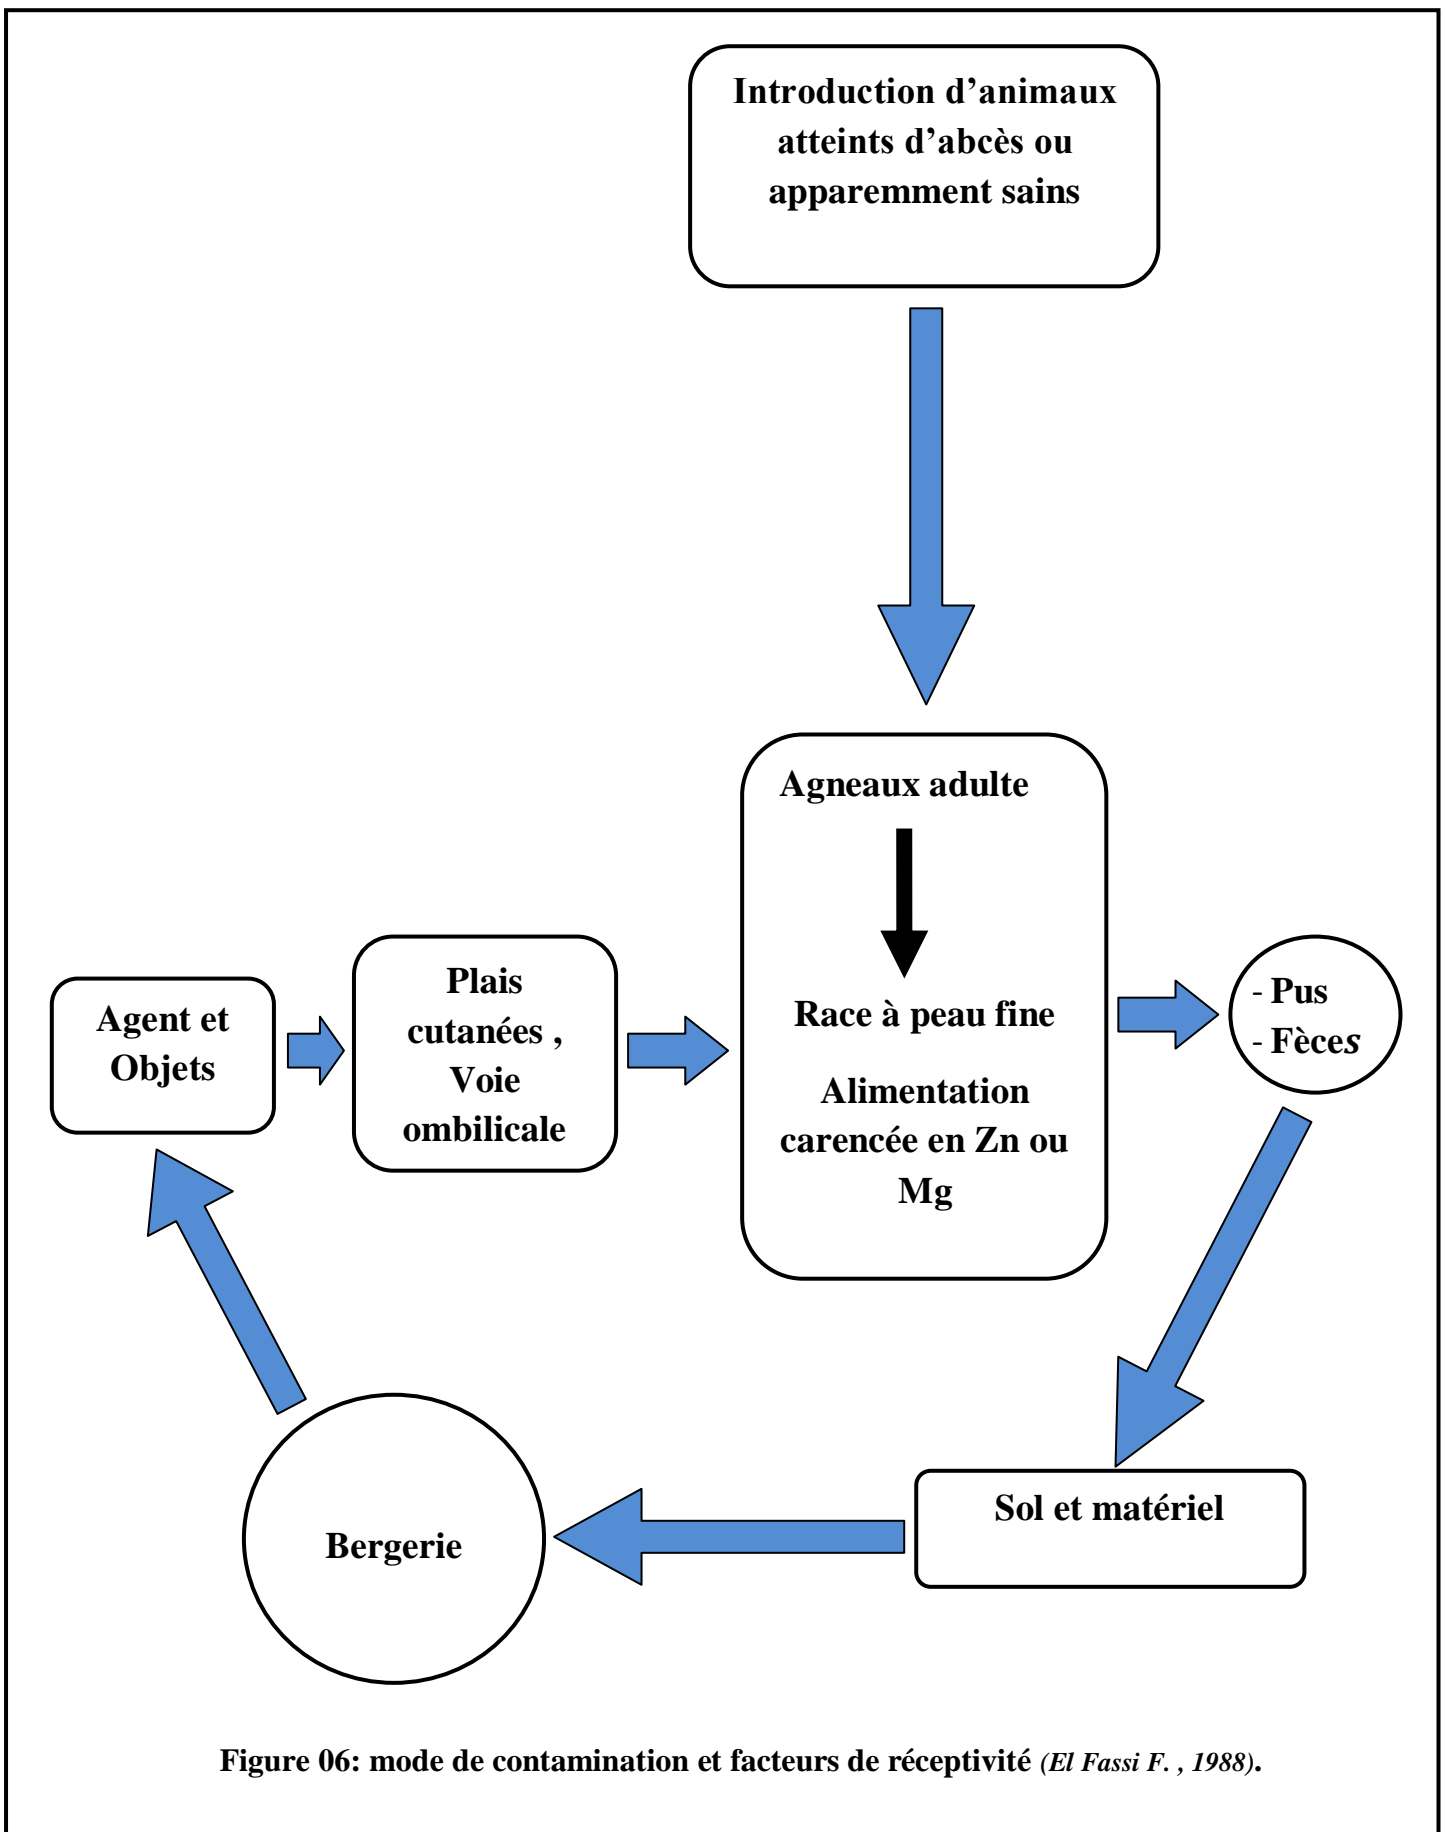 Introduction d’animaux
atteints d’abcès ou
apparemment sains
Agneaux adulte
Race à peau fine
Alimentation
carencée en Zn ou
Mg
Plais
cutanées ,
Voie
ombilicale
Agent et
Objets
- Pus
- Fèces
Sol et matériel
Bergerie
Figure 06: mode de contamination et facteurs de réceptivité (El Fassi F. , 1988).